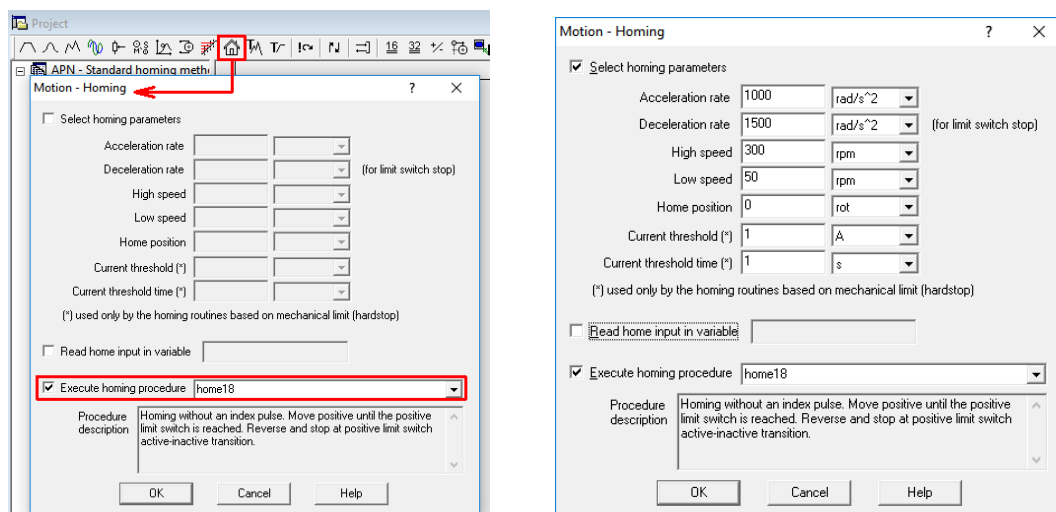 Project
16 32 +/-
APN - Standard homing meth
Motion - Homing ? ×
Select homing parameters
Acceleration rate
Deceleration rate (for limit switch stop)
High speed
Low speed
Home position
Current threshold (*)
Current threshold time (*)
(*) used only by the homing routines based on mechanical limit (hardstop)
Read home input in variable
Execute homing procedure home18
Procedure description Homing without an index pulse. Move positive until the positive
limit switch is reached. Reverse and stop at positive limit switch
active-inactive transition.
OK Cancel Help
Motion - Homing ? ×
Select homing parameters
Acceleration rate 1000 rad/s^2
Deceleration rate 1500 rad/s^2 (for limit switch stop)
High speed 300 rpm
Low speed 50 rpm
Home position 0 rot
Current threshold (*) 1 A
Current threshold time (*) 1 s
(*) used only by the homing routines based on mechanical limit (hardstop)
Read home input in variable
Execute homing procedure home18
Procedure description Homing without an index pulse. Move positive until the positive
limit switch is reached. Reverse and stop at positive limit switch
active-inactive transition.
OK Cancel Help